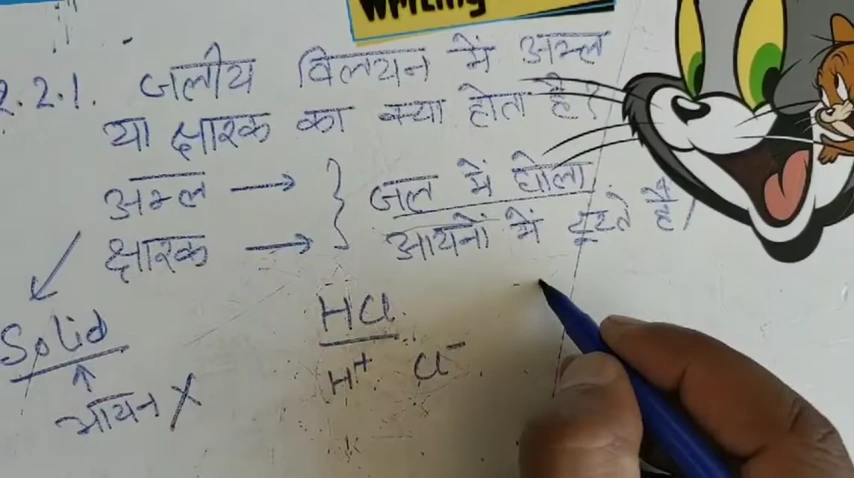 WRITING
2.2.1. जलीय विलयन में अम्ल
या क्षारक का क्या होता है?
अम्ल → } जल में घोला
क्षारक → } आयनों में टूटते है।
Solid
HCl
H+ Cl-
आयन X